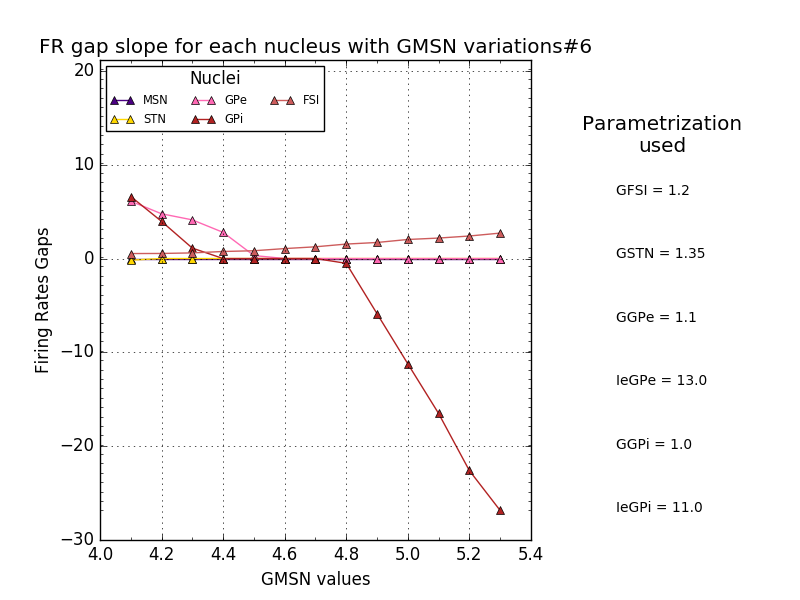 FR gap slope for each nucleus with GMSN variations#6
Nuclei
MSN GPe FSI
STN GPi
20
10
0
−10
−20
−30
Firing Rates Gaps
4.0 4.2 4.4 4.6 4.8 5.0 5.2 5.4
GMSN values
Parametrization
used
GFSI = 1.2
GSTN = 1.35
GGPe = 1.1
IeGPe = 13.0
GGPi = 1.0
IeGPi = 11.0